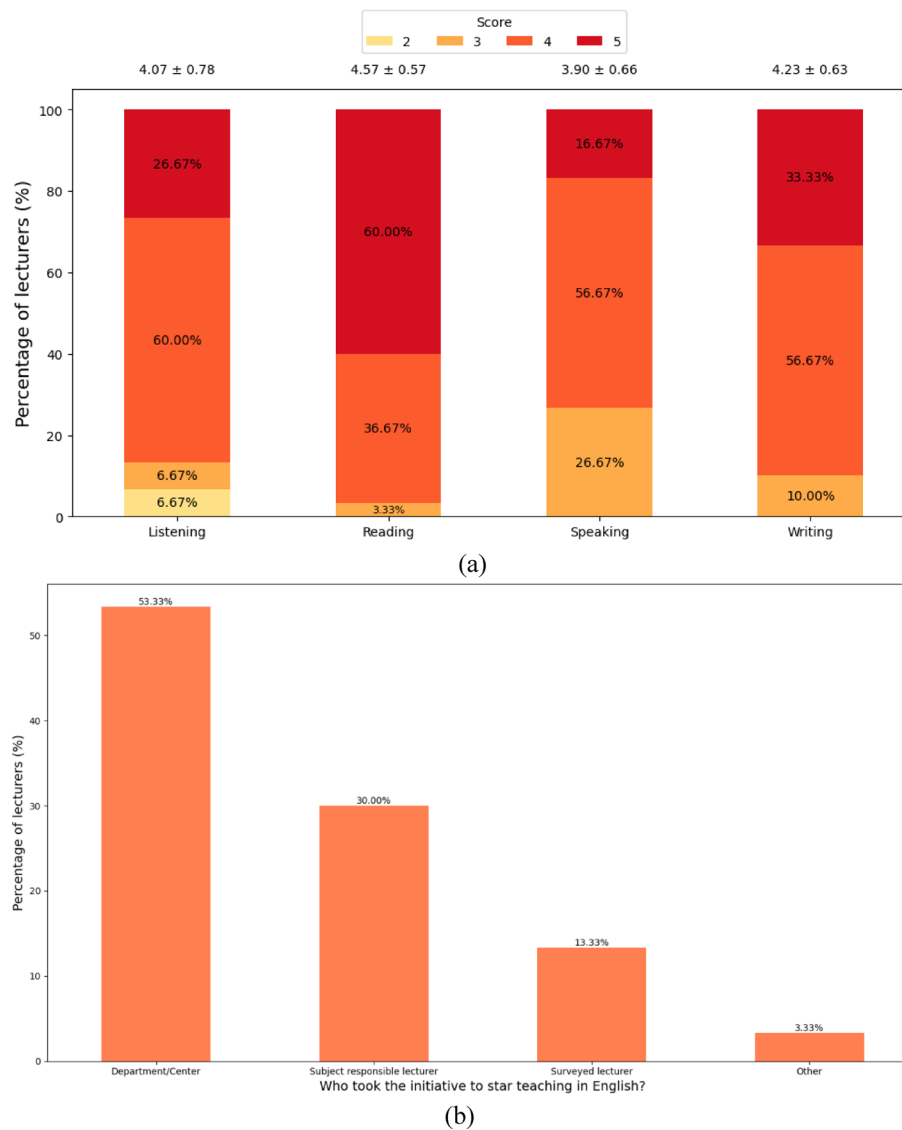 Score
2 3 4 5
4.07 ± 0.78 4.57 ± 0.57 3.90 ± 0.66 4.23 ± 0.63
Percentage of lecturers (%)
100
80
60
40
20
0
26.67%
60.00%
6.67%
6.67%
60.00%
36.67%
3.33%
16.67%
56.67%
26.67%
33.33%
56.67%
10.00%
Listening Reading Speaking Writing
(a)
Percentage of lecturers (%)
50
40
30
20
10
0
53.33%
30.00%
13.33%
3.33%
Department/Center Subject responsible lecturer Surveyed lecturer Other
Who took the initiative to star teaching in English?
(b)